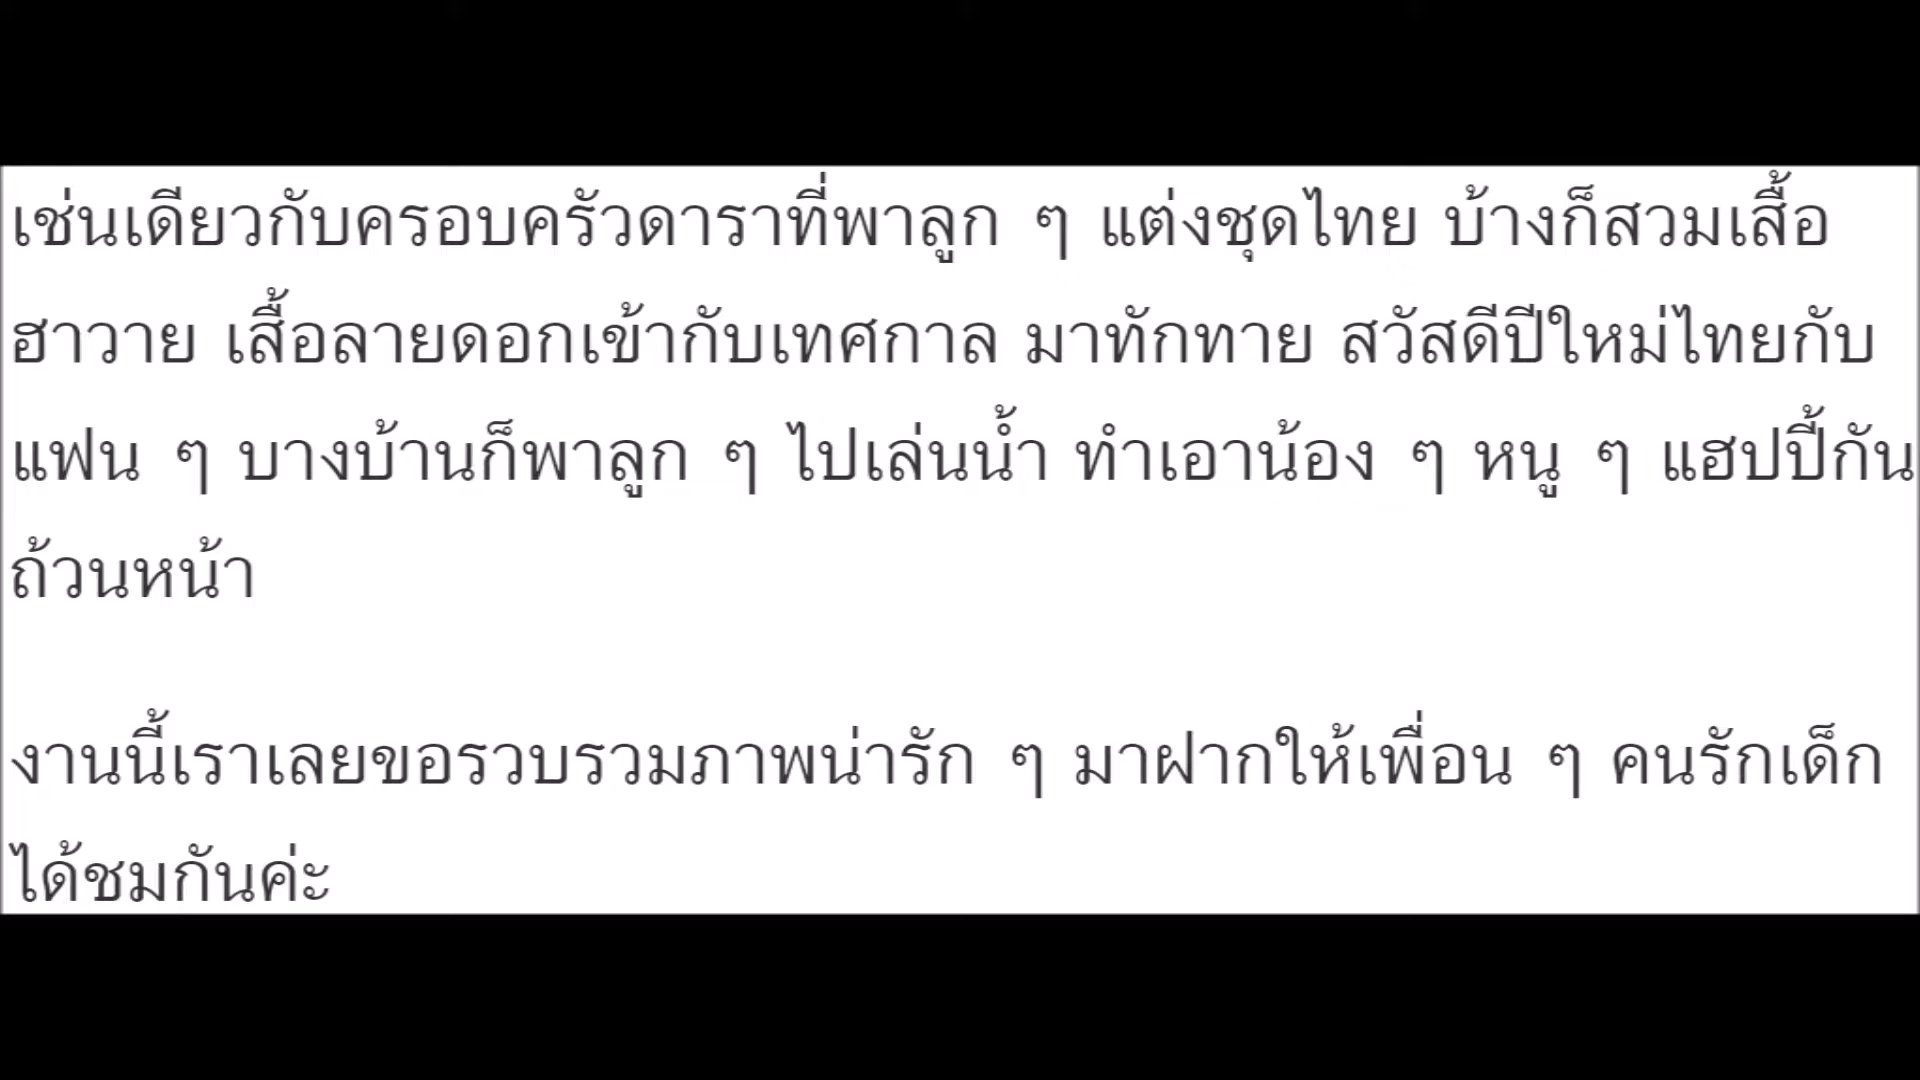 เช่นเดียวกับครอบครัวดาราที่พาลูก ๆ แต่งชุดไทย บ้างก็สวมเสื้อ
ฮาวาย เสื้อลายดอกเข้ากับเทศกาล มาทักทาย สวัสดีปีใหม่ไทยกับ
แฟน ๆ บางบ้านก็พาลูก ๆ ไปเล่นน้ำ ทำเอาน้อง ๆ หนู ๆ แฮปปี้กัน
ถ้วนหน้า
งานนี้เราเลยขอรวบรวมภาพน่ารัก ๆ มาฝากให้เพื่อน ๆ คนรักเด็ก
ได้ชมกันค่ะ